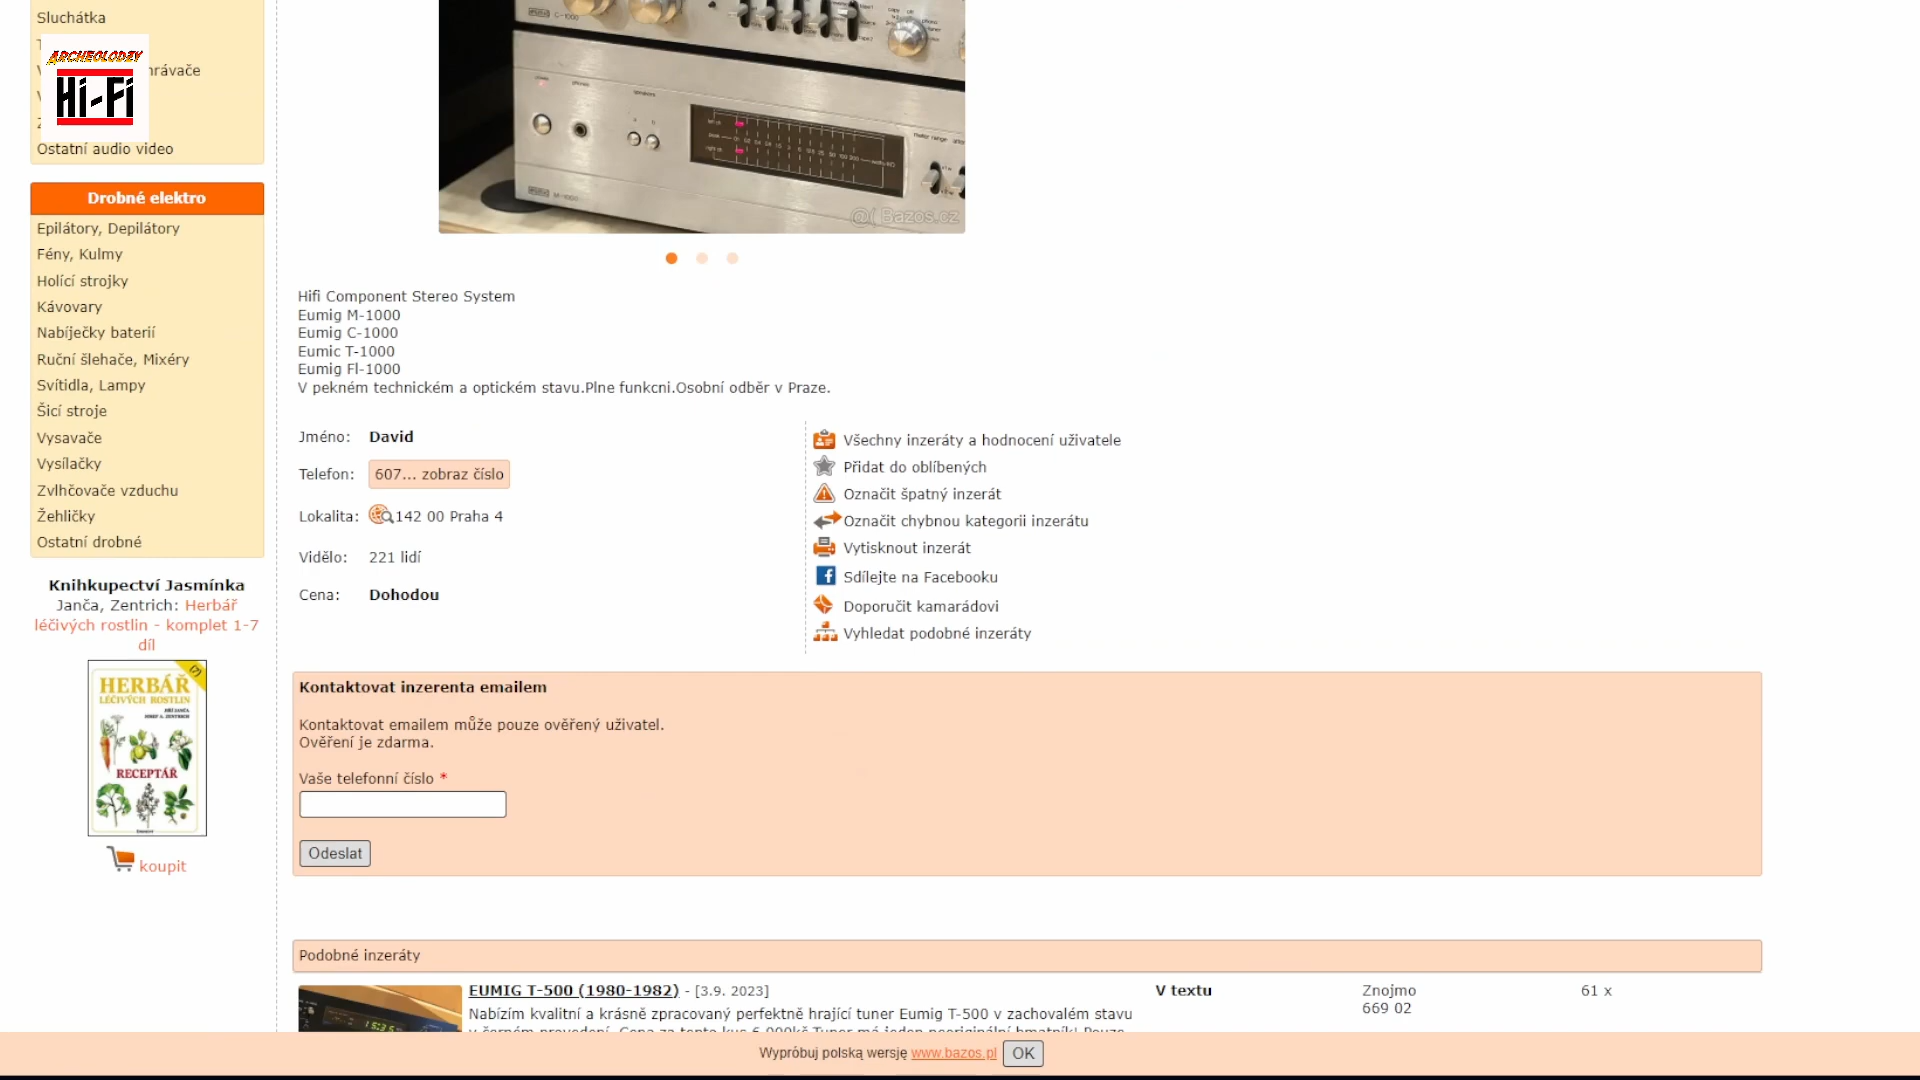 Sluchátka
ARCHEOLODZY
Hi-Fi
hrávače
Ostatní audio video
Drobné elektro
Epilátory, Depilátory
Fény, Kulmy
Holící strojky
Kávovary
Nabíječky baterií
Ruční šlehače, Mixéry
Svítidla, Lampy
Šicí stroje
Vysavače
Vysílačky
Zvlhčovače vzduchu
Žehličky
Ostatní drobné
Knihkupectví Jasmínka
Janča, Zentrich: Herbář
léčivých rostlin - komplet 1-7
díl
HERBÁŘ
LÉČIVÝCH ROSTLIN
RECEPTÁŘ
koupit
C-1000
phones
speakers
M-1000
@( Bazos.cz
Hifi Component Stereo System
Eumig M-1000
Eumig C-1000
Eumic T-1000
Eumig Fl-1000
V pekném technickém a optickém stavu.Plne funkcni.Osobní odběr v Praze.
Jméno: David
Telefon: 607... zobraz číslo
Lokalita: 142 00 Praha 4
Vidělo: 221 lidí
Cena: Dohodou
Všechny inzeráty a hodnocení uživatele
Přidat do oblíbených
Označit špatný inzerát
Označit chybnou kategorii inzerátu
Vytisknout inzerát
Sdílejte na Facebooku
Doporučit kamarádovi
Vyhledat podobné inzeráty
Kontaktovat inzerenta emailem
Kontaktovat emailem může pouze ověřený uživatel.
Ověření je zdarma.
Vaše telefonní číslo *
Odeslat
Podobné inzeráty
EUMIG T-500 (1980-1982) - [3.9. 2023]
V textu
Znojmo
669 02
61 x
Nabízím kvalitní a krásně zpracovaný perfektně hrající tuner Eumig T-500 v zachovalém stavu
Wypróbuj polską wersję www.bazos.pl OK